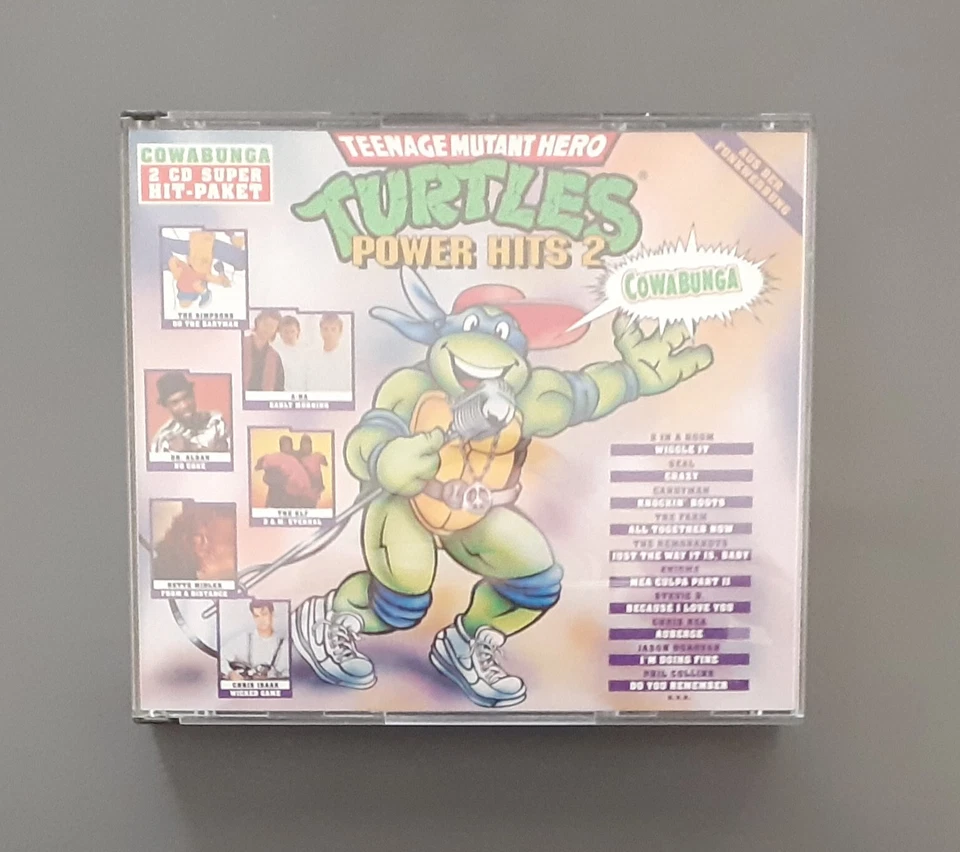 COWABUNGA
2 CD SUPER
HIT-PAKET
TEENAGE MUTANT HERO
TURTLES®
POWER HITS 2
AUS DER
FUNKWERBUNG
COWABUNGA
THE SIMPSONS
DO THE BARTMAN
A-HA
EARLY MORNING
DR. ALBAN
NO COKE
THE KLF
3 A.M. ETERNAL
BETTE MIDLER
FROM A DISTANCE
CHRIS ISAAK
WICKED GAME
2 IN A ROOM
WIGGLE IT
SEAL
CRAZY
CANDYMAN
KNOCKIN' BOOTS
THE FARM
ALL TOGETHER NOW
THE REMBRANDTS
JUST THE WAY IT IS, BABY
ENIGMA
MEA CULPA PART II
STEVIE B.
BECAUSE I LOVE YOU
CHRIS REA
AUBERGE
JASON DONOVAN
I'M DOING FINE
PHIL COLLINS
DO YOU REMEMBER
U.V.A.